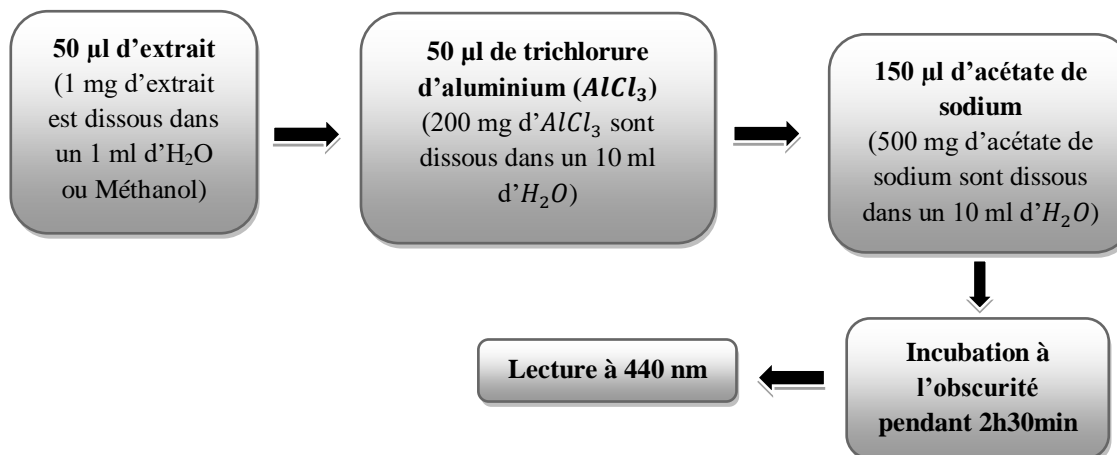 50 µl d’extrait
(1 mg d’extrait
est dissous dans
un 1 ml d’H₂O
ou Méthanol)
50 µl de trichlorure
d’aluminium (AlCl₃)
(200 mg d’AlCl₃ sont
dissous dans un 10 ml
d’H₂O)
150 µl d’acétate de
sodium
(500 mg d’acétate de
sodium sont dissous
dans un 10 ml d’H₂O)
Incubation à
l’obscurité
pendant 2h30min
Lecture à 440 nm